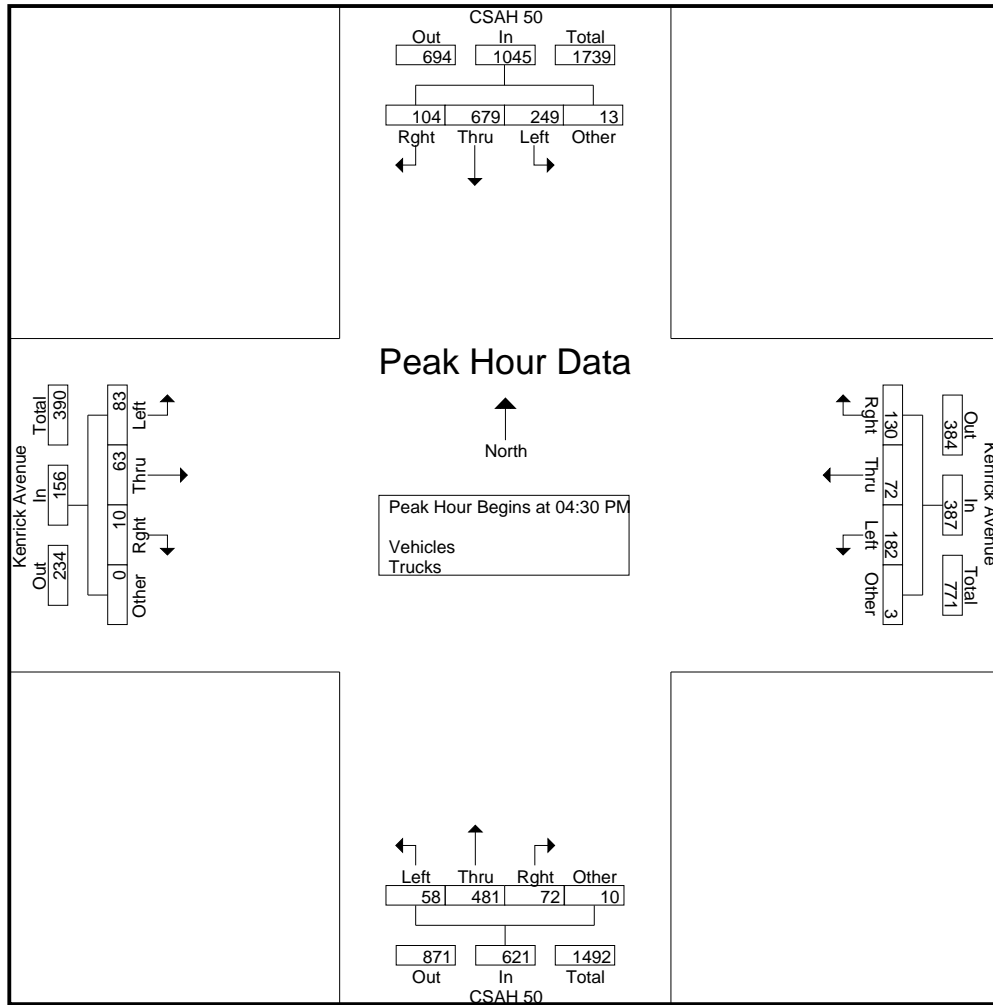 CSAH 50
Out In Total
694 1045 1739
104 679 249 13
Rght Thru Left Other
Peak Hour Data
North
Peak Hour Begins at 04:30 PM
Vehicles
Trucks
Kenrick Avenue
Out In Total
234 156 390
Left Thru Rght Other
83 63 10 0
Kenrick Avenue
Out In Total
384 387 771
Rght Thru Left Other
130 72 182 3
Left Thru Rght Other
58 481 72 10
871 621 1492
Out In Total
CSAH 50